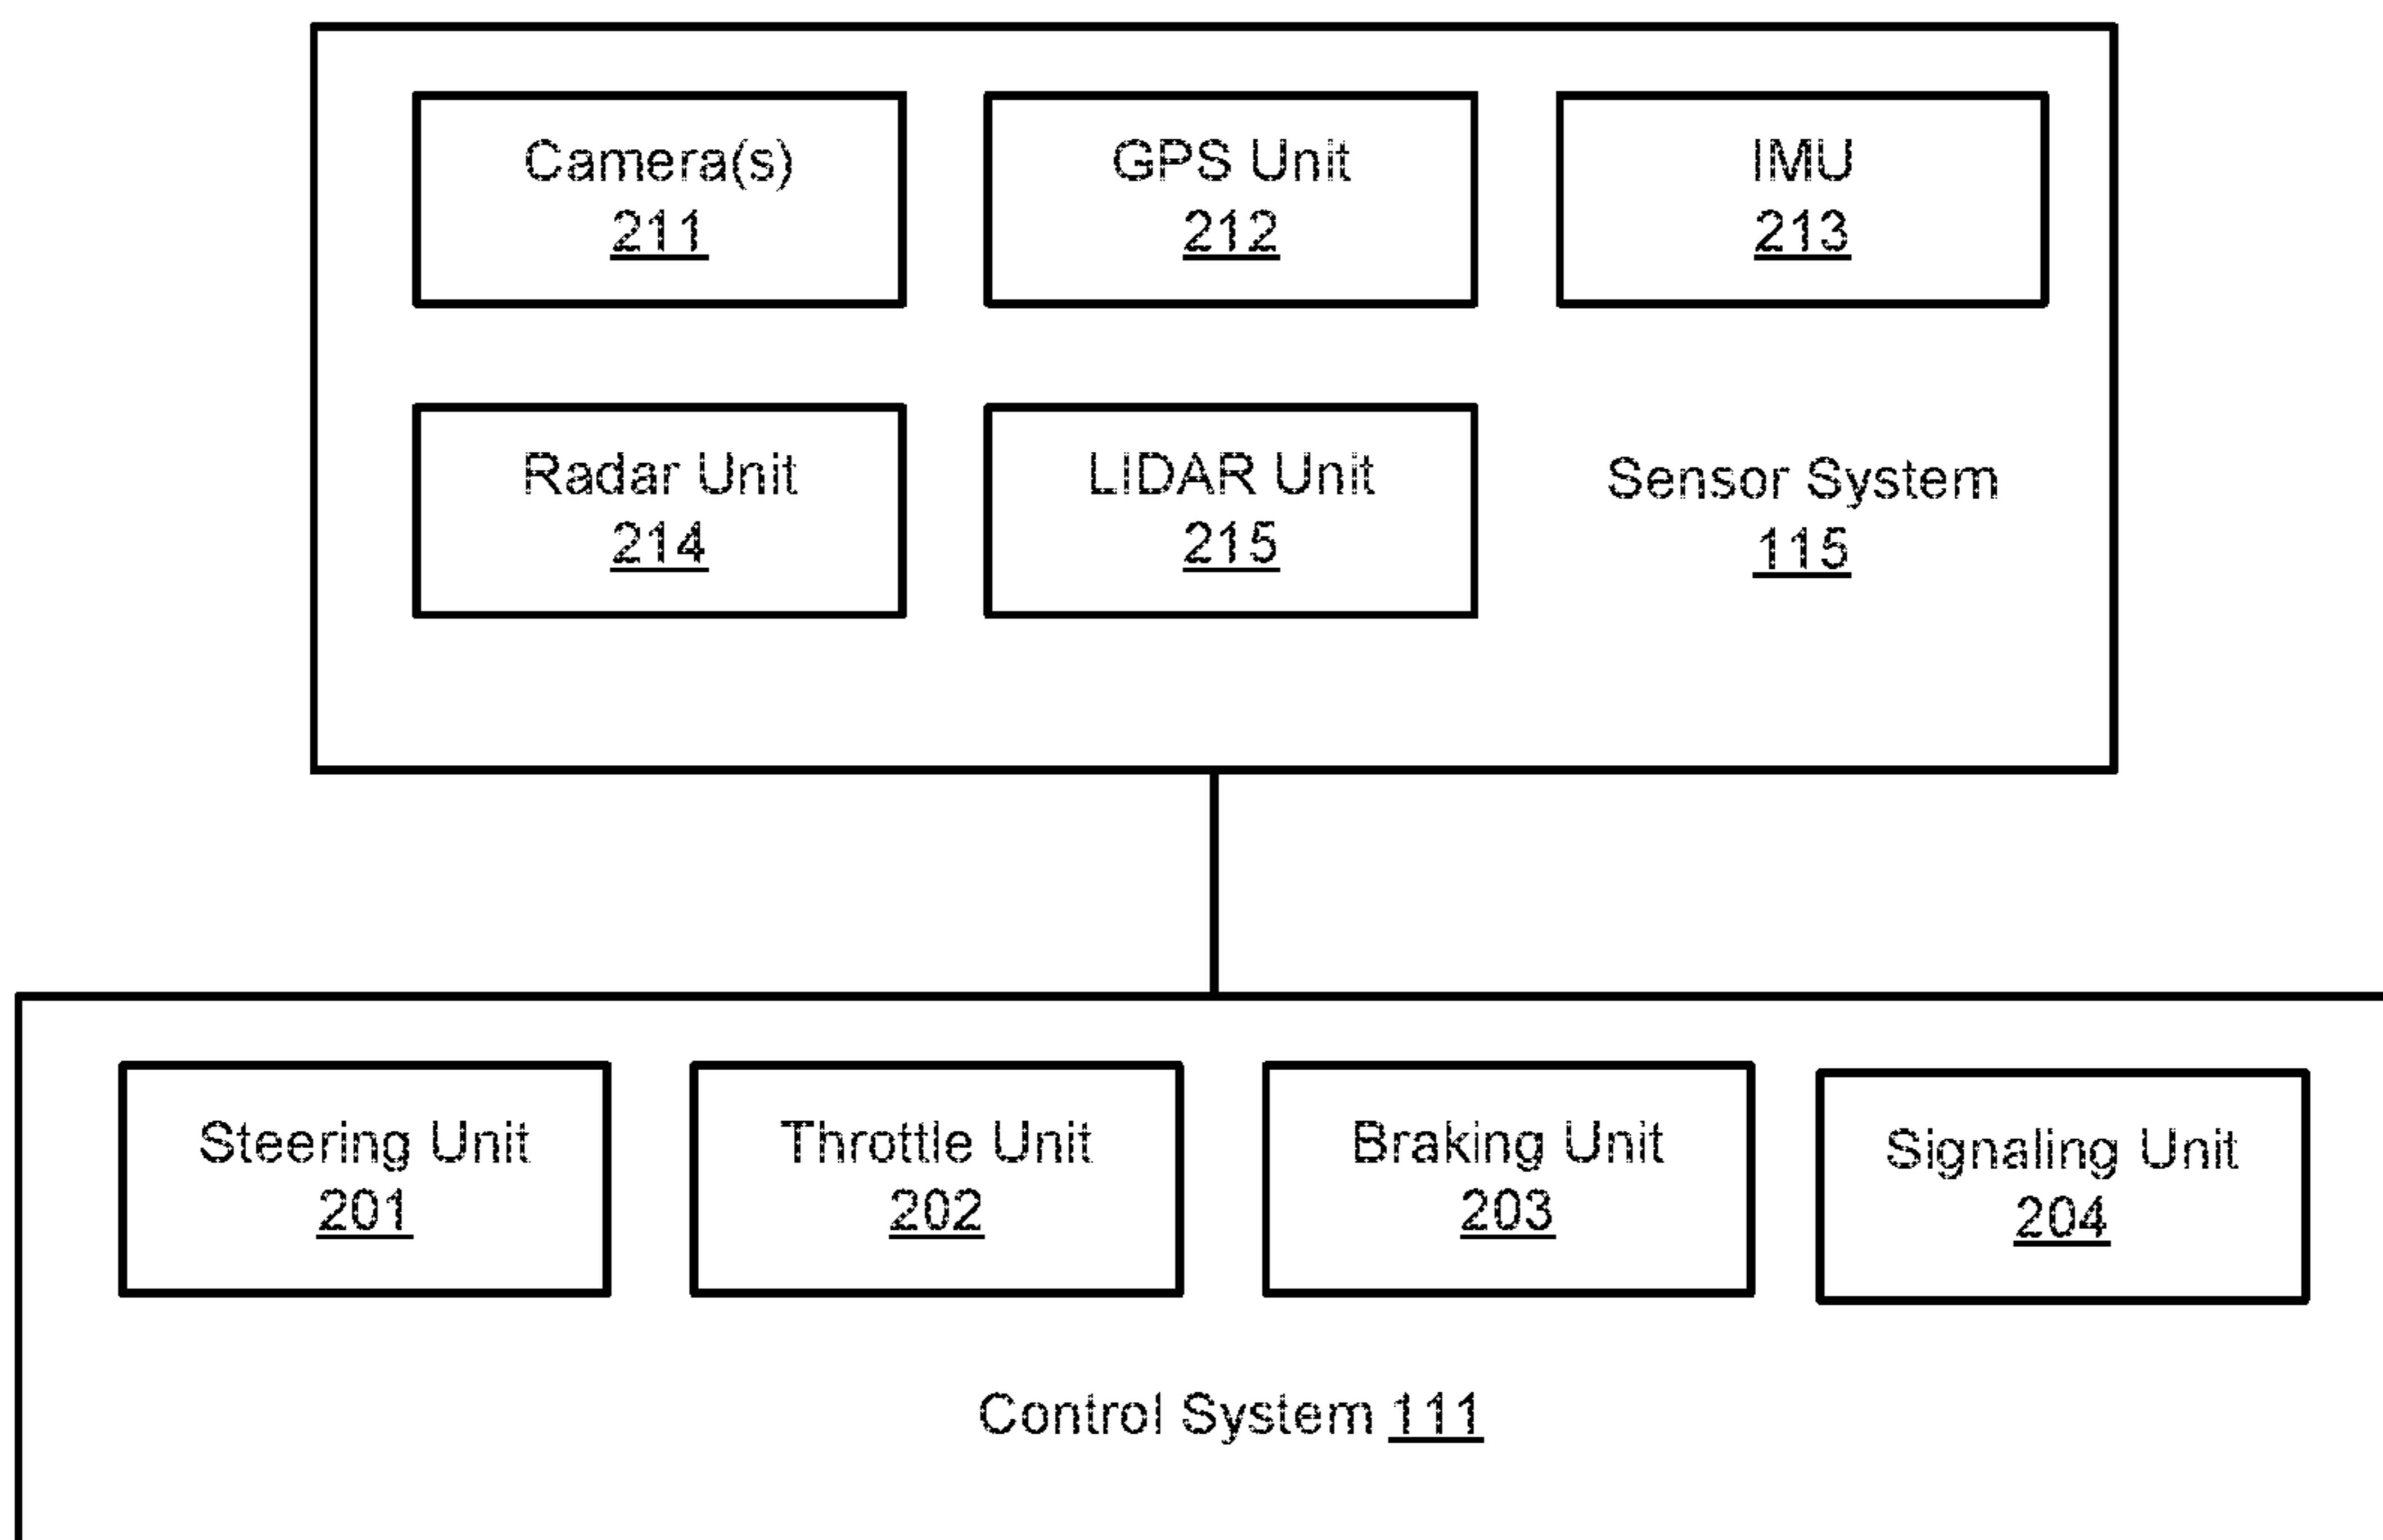 Camera(s)
211
GPS Unit
212
IMU
213
Radar Unit
214
LIDAR Unit
215
Sensor System
115
Steering Unit
201
Throttle Unit
202
Braking Unit
203
Signaling Unit
204
Control System 111